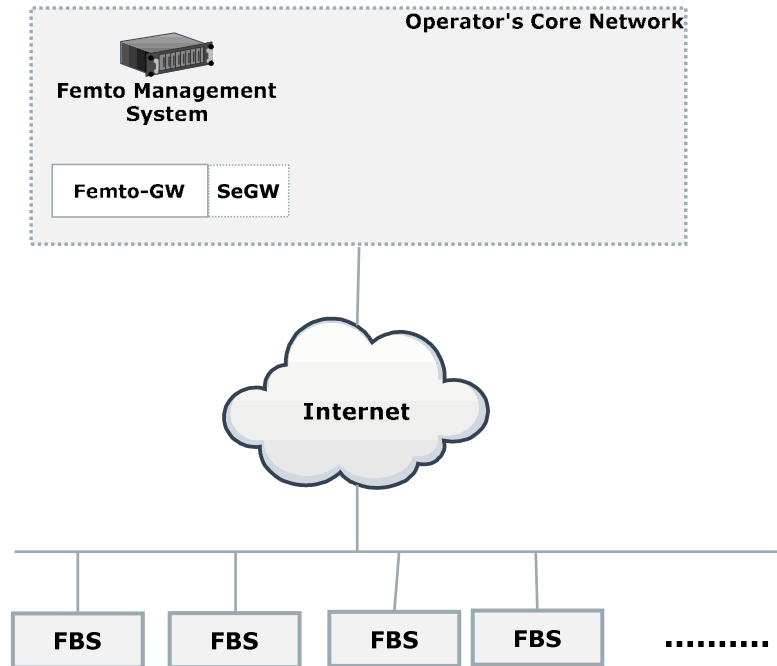 Operator's Core Network
Femto Management
System
Femto-GW
SeGW
Internet
FBS
FBS
FBS
FBS